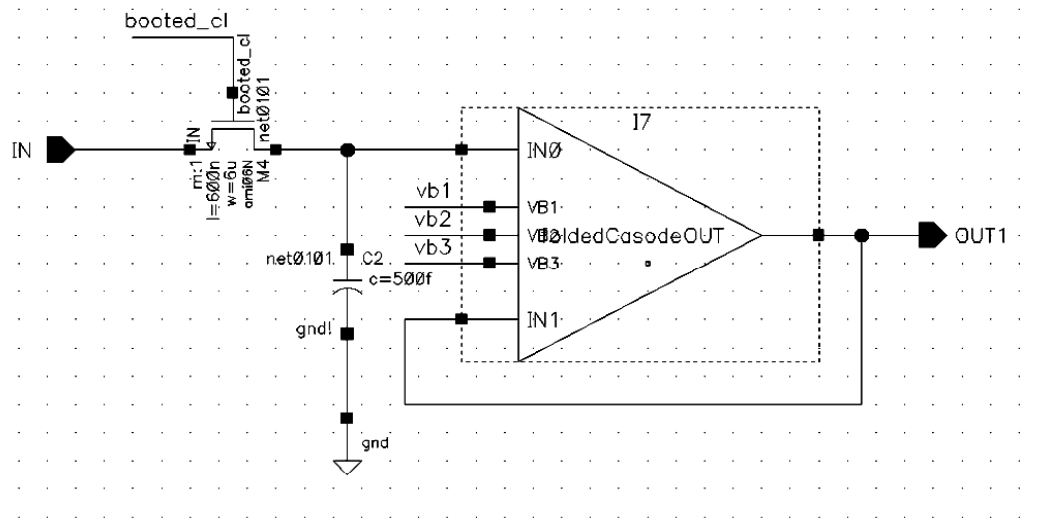 booted_cl
booted_cl
net0101
IN
IN
m:1
l=600n
w=6u
ami06N
M4
I7
IN0
vb1
VB1
vb2
vb3
VB3
FoldedCasodeOUT
OUT1
net0101
C2
c=500f
IN1
gnd!
gnd